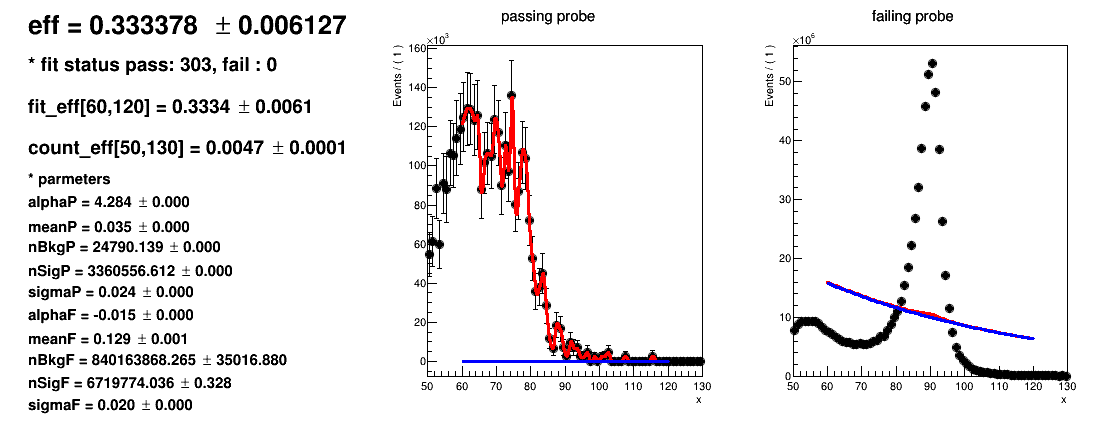 eff = 0.333378 ± 0.006127
* fit status pass: 303, fail : 0
fit_eff[60,120] = 0.3334 ± 0.0061
count_eff[50,130] = 0.0047 ± 0.0001
* parmeters
alphaP = 4.284 ± 0.000
meanP = 0.035 ± 0.000
nBkgP = 24790.139 ± 0.000
nSigP = 3360556.612 ± 0.000
sigmaP = 0.024 ± 0.000
alphaF = -0.015 ± 0.000
meanF = 0.129 ± 0.001
nBkgF = 840163868.265 ± 35016.880
nSigF = 6719774.036 ± 0.328
sigmaF = 0.020 ± 0.000
passing probe
×10³
Events / ( 1 )
160
140
120
100
80
60
40
20
0
50 60 70 80 90 100 110 120 130
x
failing probe
×10⁶
Events / ( 1 )
50
40
30
20
10
0
50 60 70 80 90 100 110 120 130
x